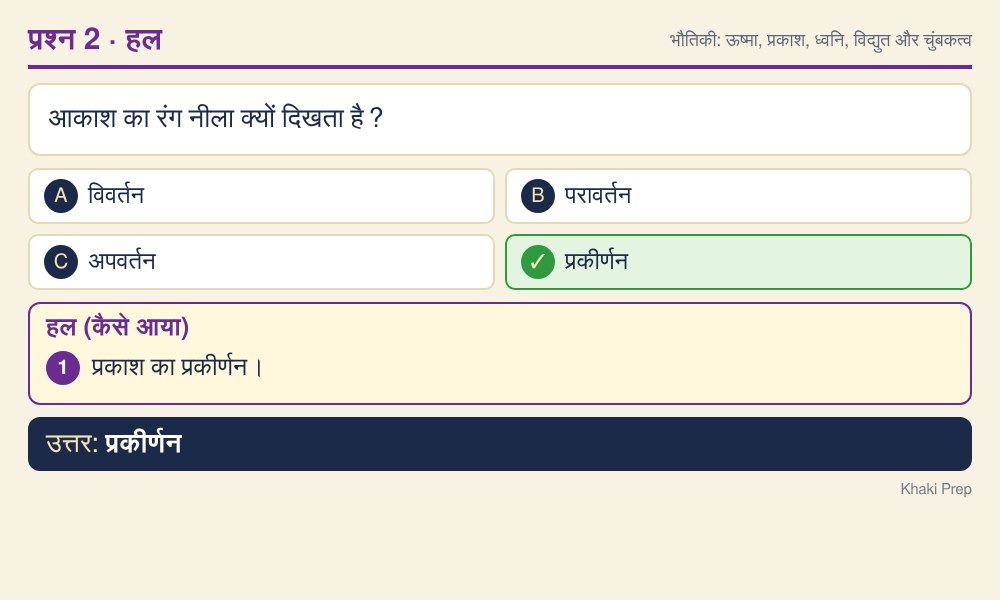 प्रश्न 2 · हल
भौतिकी: ऊष्मा, प्रकाश, ध्वनि, विद्युत और चुंबकत्व
आकाश का रंग नीला क्यों दिखता है ?
A विवर्तन
B परावर्तन
C अपवर्तन
✓ प्रकीर्णन
हल (कैसे आया)
1 प्रकाश का प्रकीर्णन।
उत्तर: प्रकीर्णन
Khaki Prep